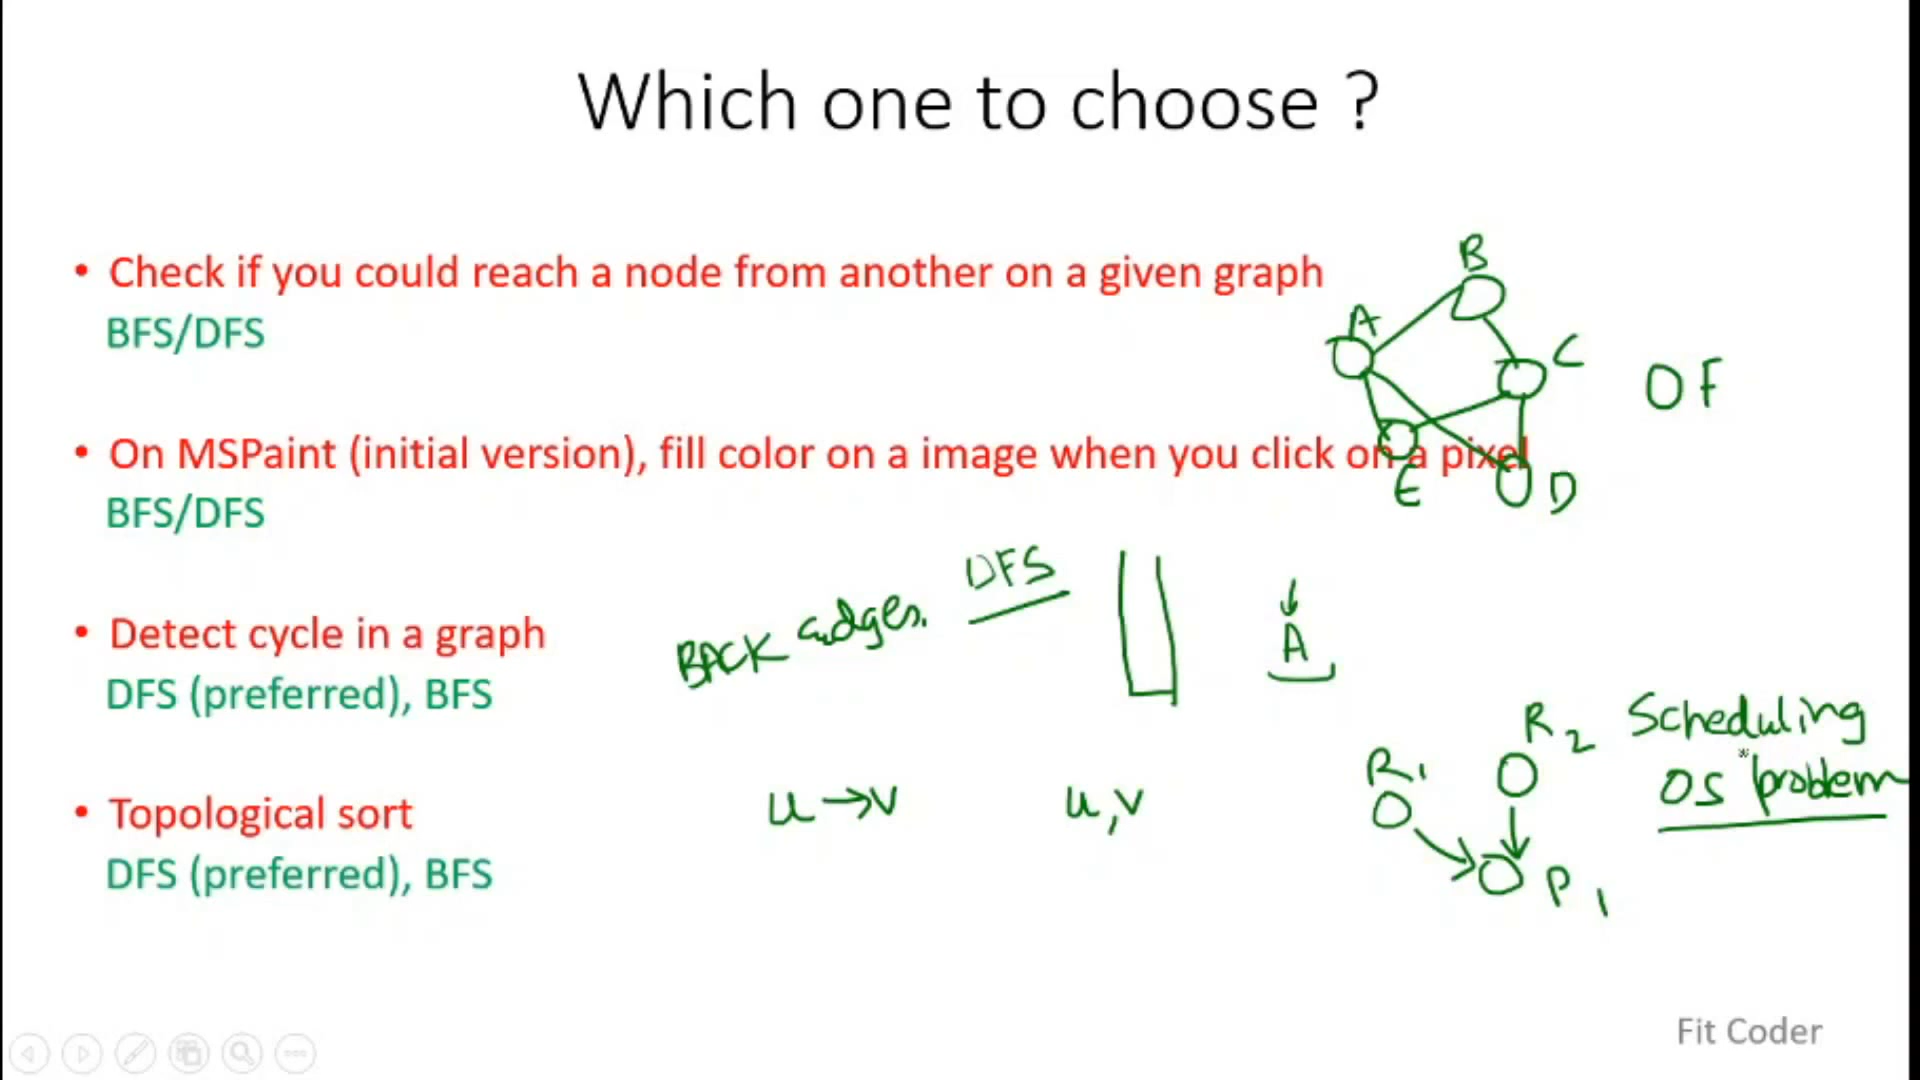 Which one to choose ?
• Check if you could reach a node from another on a given graph
BFS/DFS
B
A
C
F
• On MSPaint (initial version), fill color on a image when you click on a pixel
BFS/DFS
E
D
DFS
BACK edges.
A
• Detect cycle in a graph
DFS (preferred), BFS
R2 Scheduling
R1
OS problem
u→v
u,v
P1
• Topological sort
DFS (preferred), BFS
Fit Coder